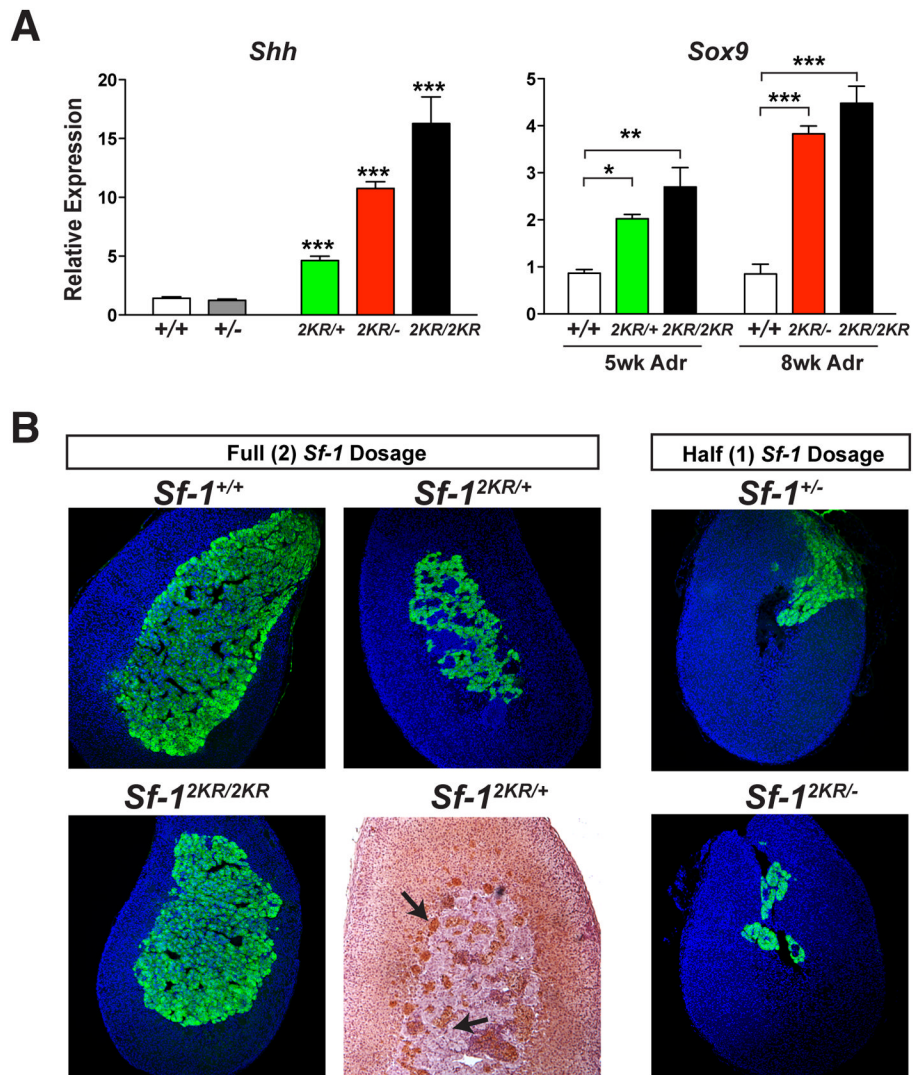 A
Shh
Relative Expression
20
15
10
5
0
***
***
***
+/+ +/- 2KR/+ 2KR/- 2KR/2KR
Sox9
5
4
3
2
1
0
*
**
***
***
+/+ 2KR/+ 2KR/2KR +/+ 2KR/- 2KR/2KR
5wk Adr 8wk Adr
B
Full (2) Sf-1 Dosage
Half (1) Sf-1 Dosage
Sf-1+/+ Sf-12KR/+ Sf-1+/-
Sf-12KR/2KR Sf-12KR/+ Sf-12KR/-